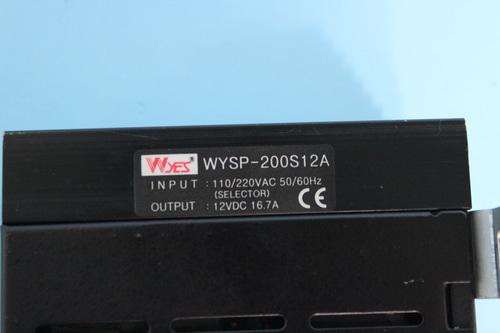 WYES® WYSP-200S12A
INPUT : 110/220VAC 50/60Hz
(SELECTOR)
OUTPUT : 12VDC 16.7A CE